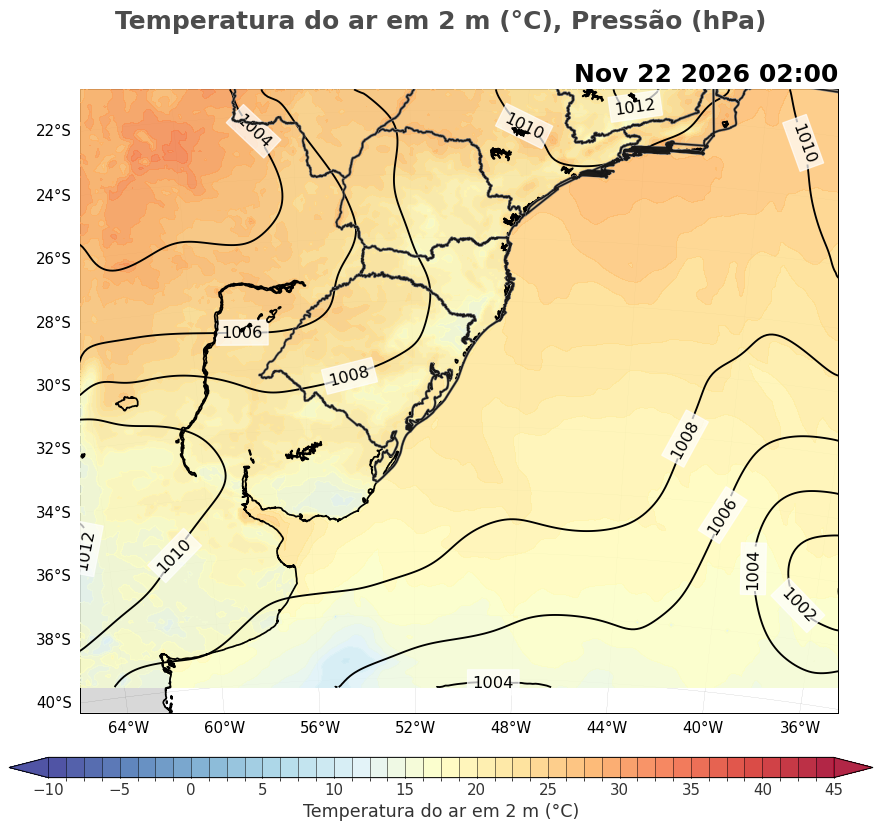 Temperatura do ar em 2 m (°C), Pressão (hPa)
Nov 22 2026 02:00
1012
1010
1004
1010
22°S
24°S
26°S
28°S
30°S
32°S
34°S
36°S
38°S
40°S
1006
1008
1008
1006
1010
1012
1004
1002
1004
64°W 60°W 56°W 52°W 48°W 44°W 40°W 36°W
−10 −5 0 5 10 15 20 25 30 35 40 45
Temperatura do ar em 2 m (°C)